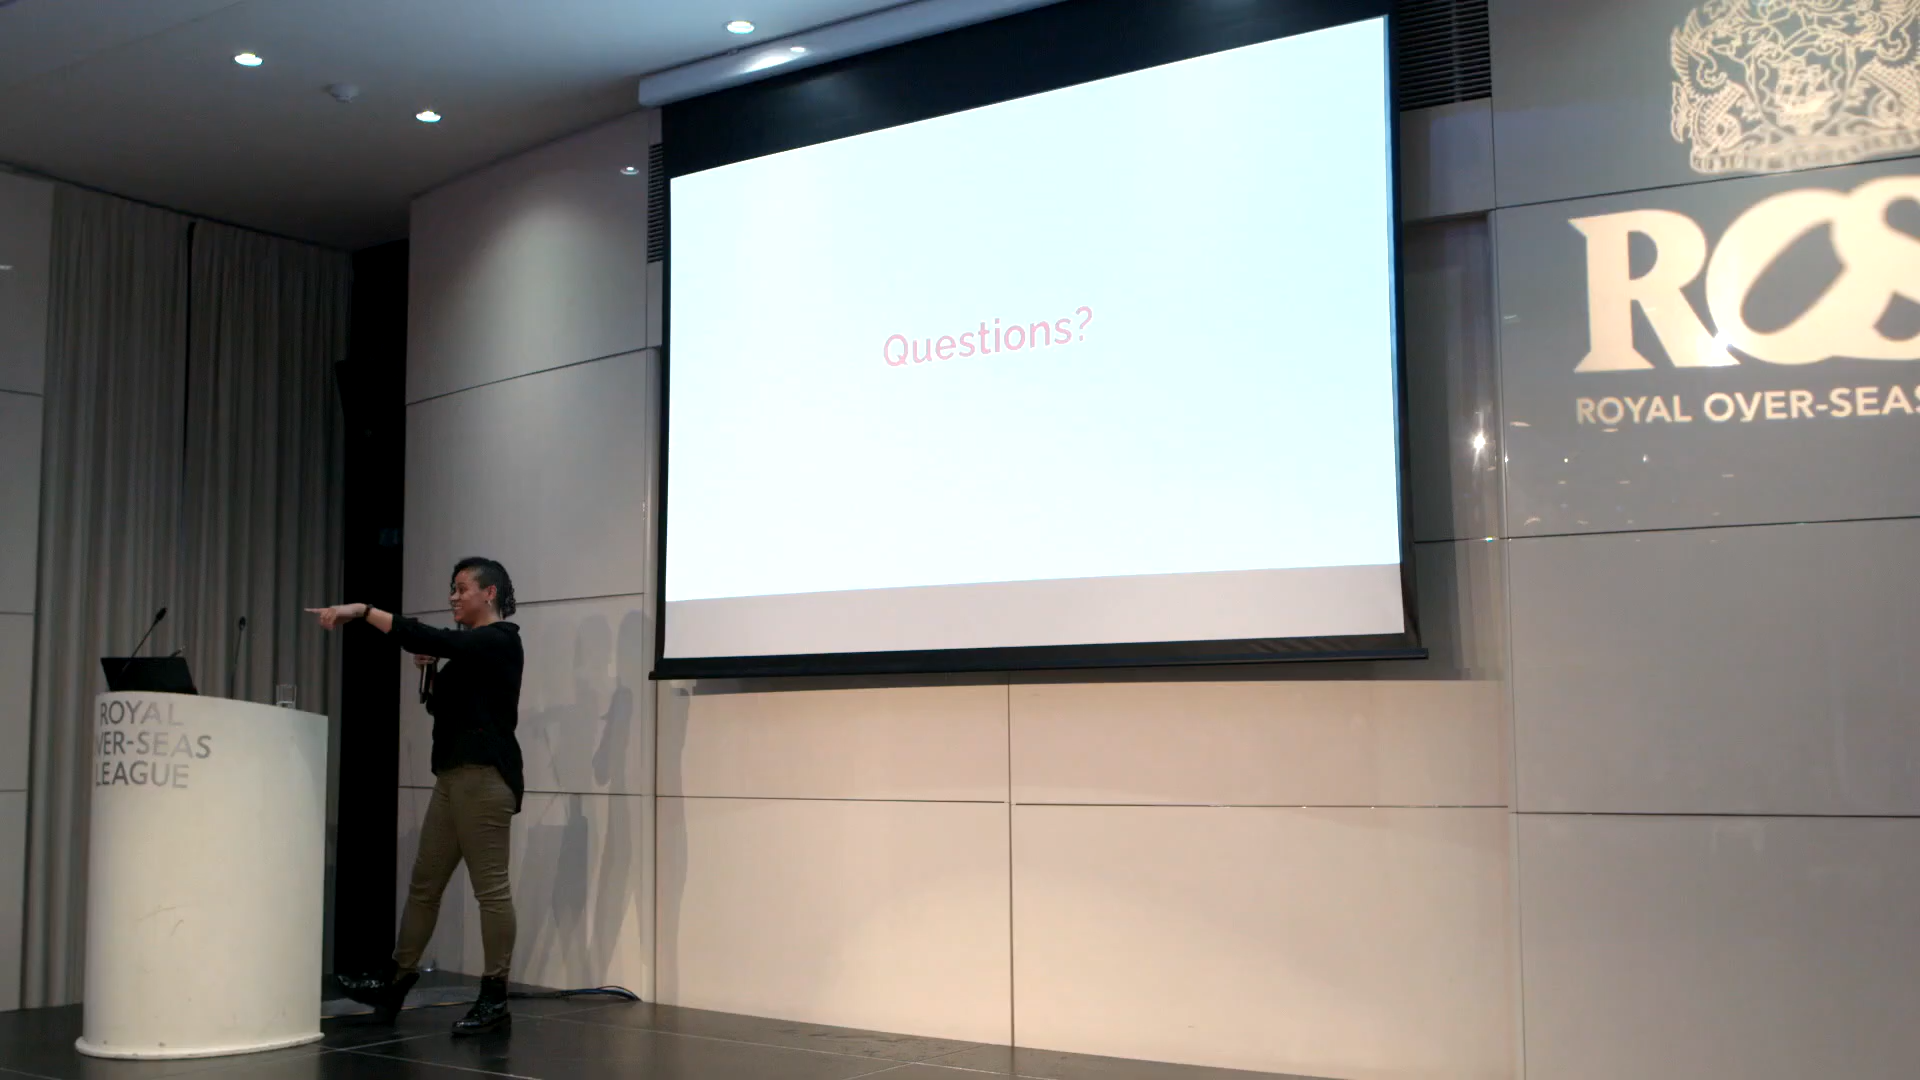 Questions?
ROS
ROYAL OVER-SEAS
ROYAL
VER-SEAS
LEAGUE